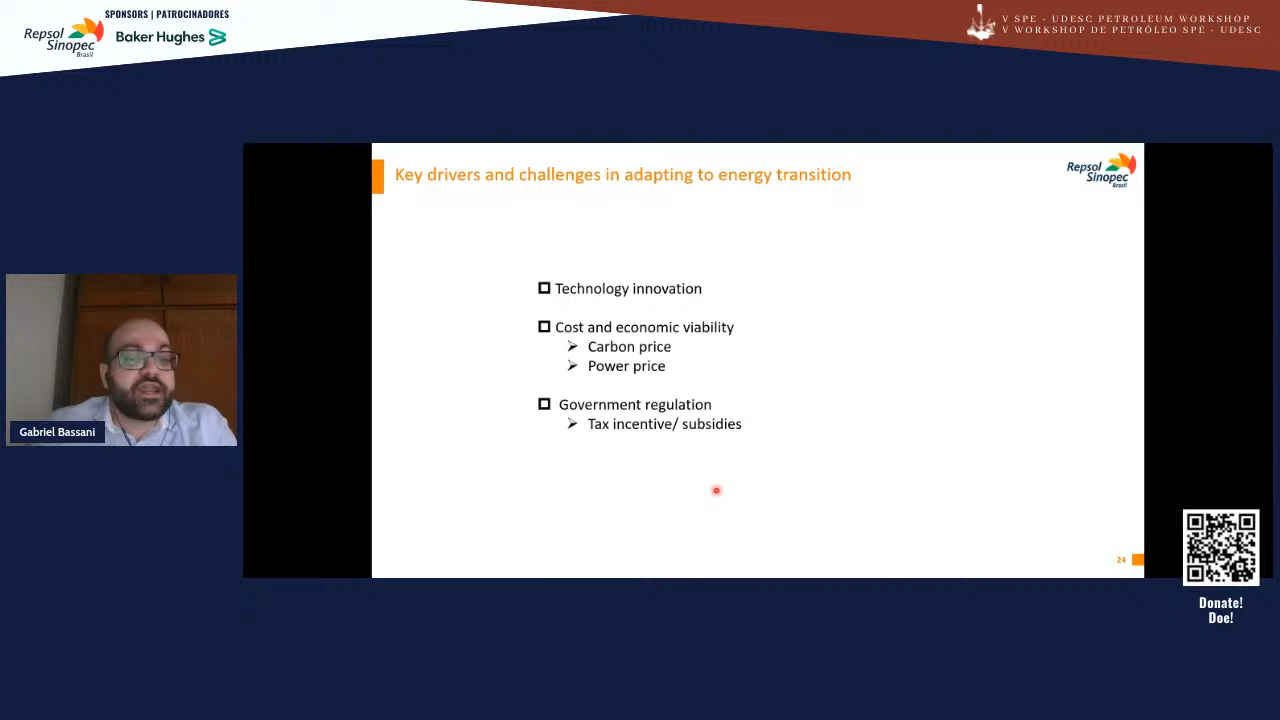 SPONSORS | PATROCINADORES
Repsol
Sinopec
Brasil
Baker Hughes
V SPE - UDESC PETROLEUM WORKSHOP
V WORKSHOP DE PETRÓLEO SPE - UDESC
Key drivers and challenges in adapting to energy transition
Repsol
Sinopec
Brasil
Technology innovation
Cost and economic viability
Carbon price
Power price
Government regulation
Tax incentive/ subsidies
24
Gabriel Bassani
Donate!
Doe!